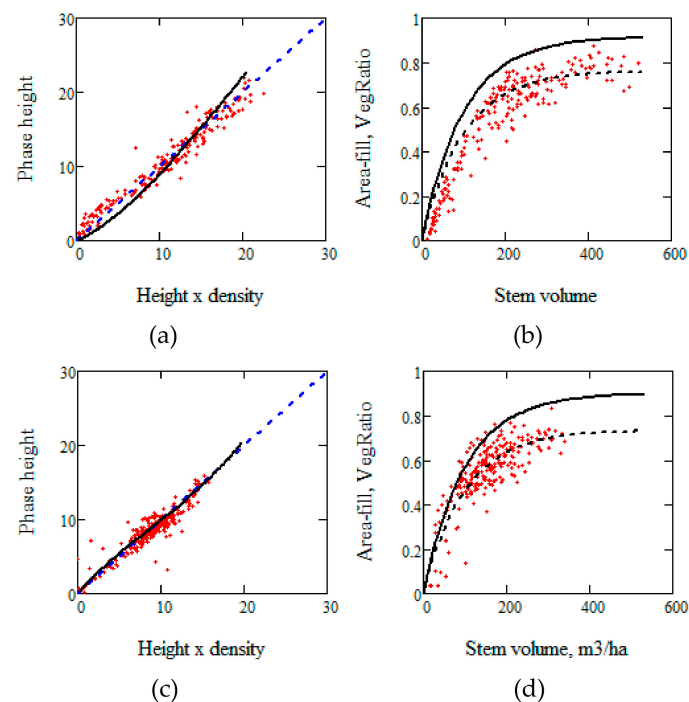 30
20
10
0
Phase height
0 10 20 30
Height x density
(a)
1
0.8
0.6
0.4
0.2
0
Area-fill, VegRatio
0 200 400 600
Stem volume
(b)
30
20
10
0
Phase height
0 10 20 30
Height x density
(c)
1
0.8
0.6
0.4
0.2
0
Area-fill, VegRatio
0 200 400 600
Stem volume, m3/ha
(d)